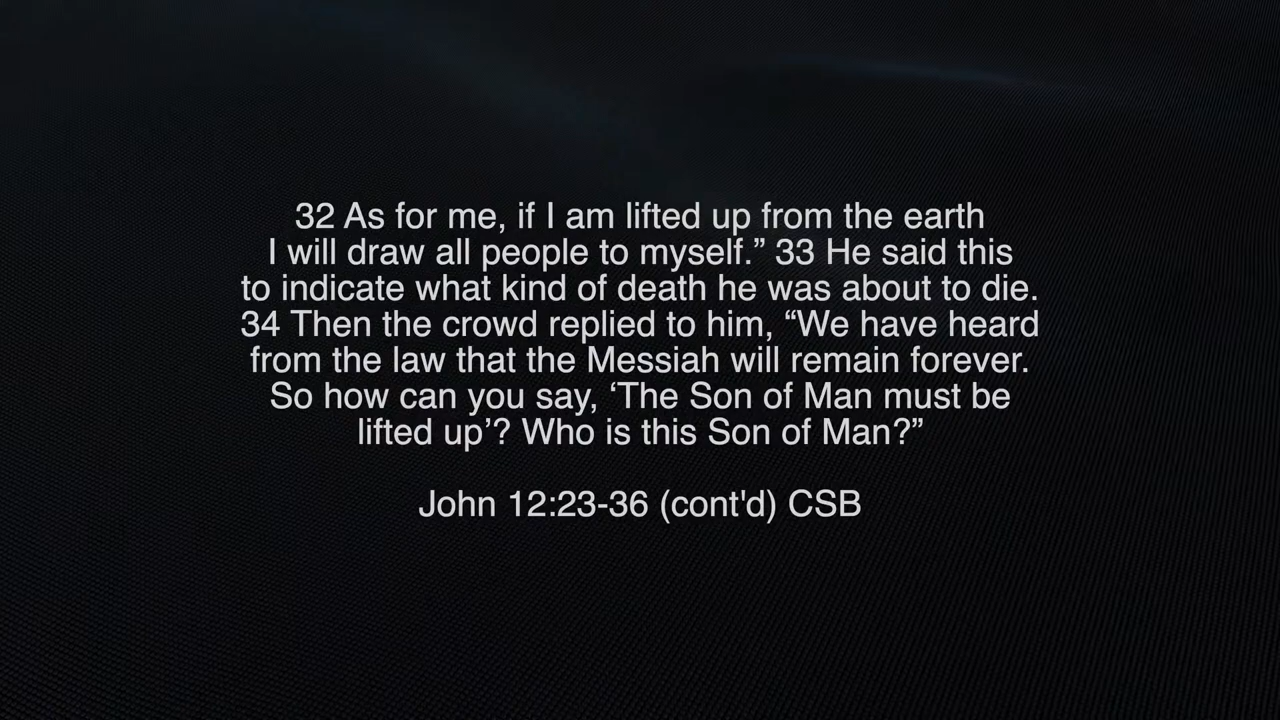 32 As for me, if I am lifted up from the earth
I will draw all people to myself.” 33 He said this
to indicate what kind of death he was about to die.
34 Then the crowd replied to him, “We have heard
from the law that the Messiah will remain forever.
So how can you say, ‘The Son of Man must be
lifted up’? Who is this Son of Man?”
John 12:23-36 (cont'd) CSB